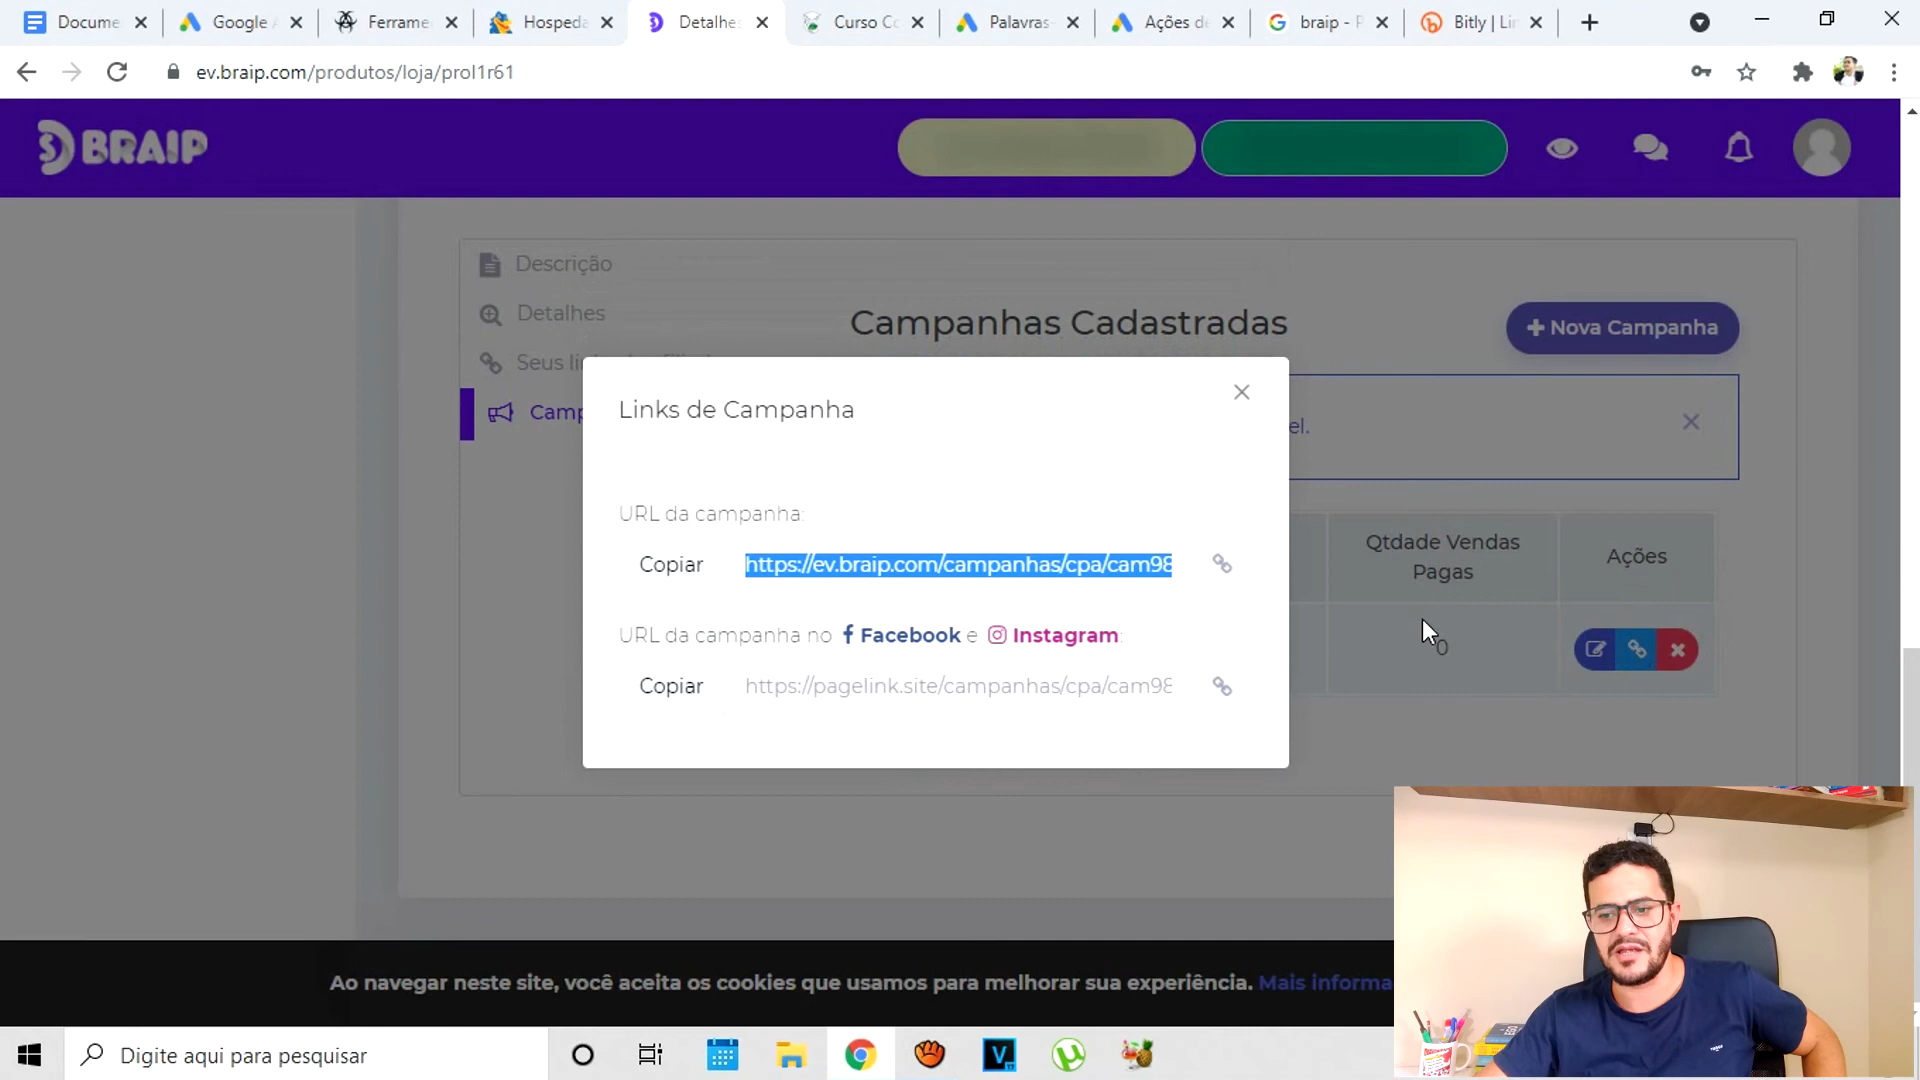 Docume
Google A
Ferrame
Hospeda
Detalhe
Curso Co
Palavras
Ações de
braip - P
Bitly | Lin
ev.braip.com/produtos/loja/prol1r61
BRAIP
Descrição
Detalhes
Campanhas Cadastradas
Nova Campanha
Seus
Camp
Links de Campanha
el.
URL da campanha:
Copiar https://ev.braip.com/campanhas/cpa/cam98
Qtdade Vendas
Pagas
Ações
URL da campanha no Facebook e Instagram:
0
Copiar https://pagelink.site/campanhas/cpa/cam98
Ao navegar neste site, você aceita os cookies que usamos para melhorar sua experiência. Mais informa
Digite aqui para pesquisar